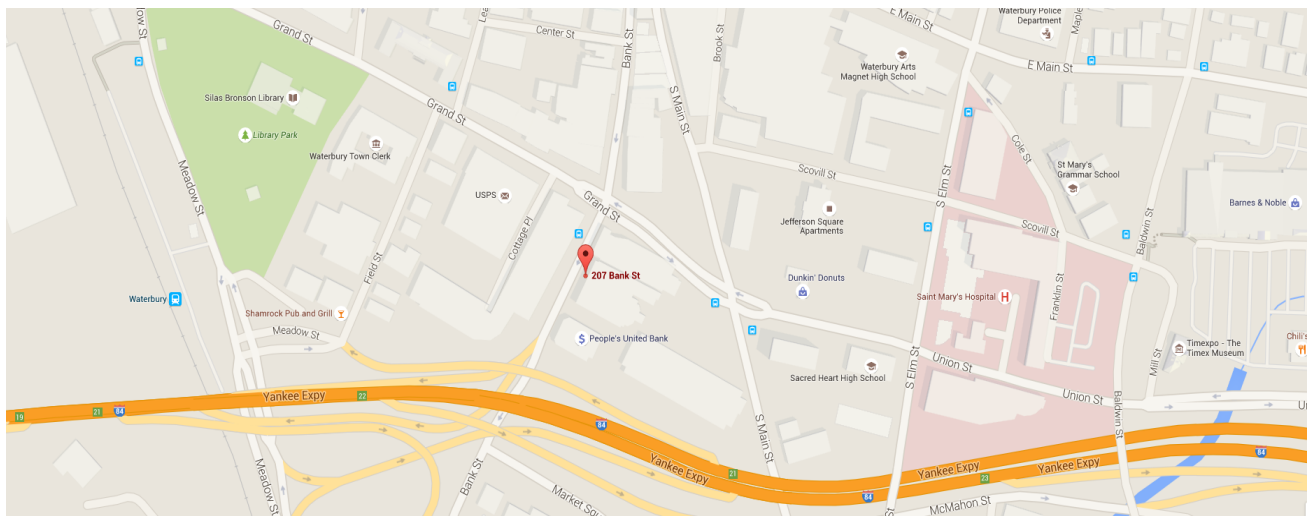 Waterbury Police
Department
E Main St
E Main St
Grand St
Center St
Bank St
Brook St
S Main St
Waterbury Arts
Magnet High School
Silas Bronson Library
Library Park
Grand St
Waterbury Town Clerk
Cole St
St Mary's
Grammar School
Scovill St
S Elm St
Meadow St
USPS
Cottage Pl
Grand St
Jefferson Square
Apartments
Scovill St
Baldwin St
Barnes & Noble
Field St
207 Bank St
Dunkin' Donuts
Saint Mary's Hospital
H
Franklin St
Waterbury
Shamrock Pub and Grill
Meadow St
$
People's United Bank
Timexpo - The
Timex Museum
Chili's
Mill St
Sacred Heart High School
Union St
S Elm St
Union St
Baldwin St
Yankee Expy
22
19
21
84
84
S Main St
Yankee Expy
21
Yankee Expy
Yankee Expy
84
23
84
Bank St
Meadow St
McMahon St